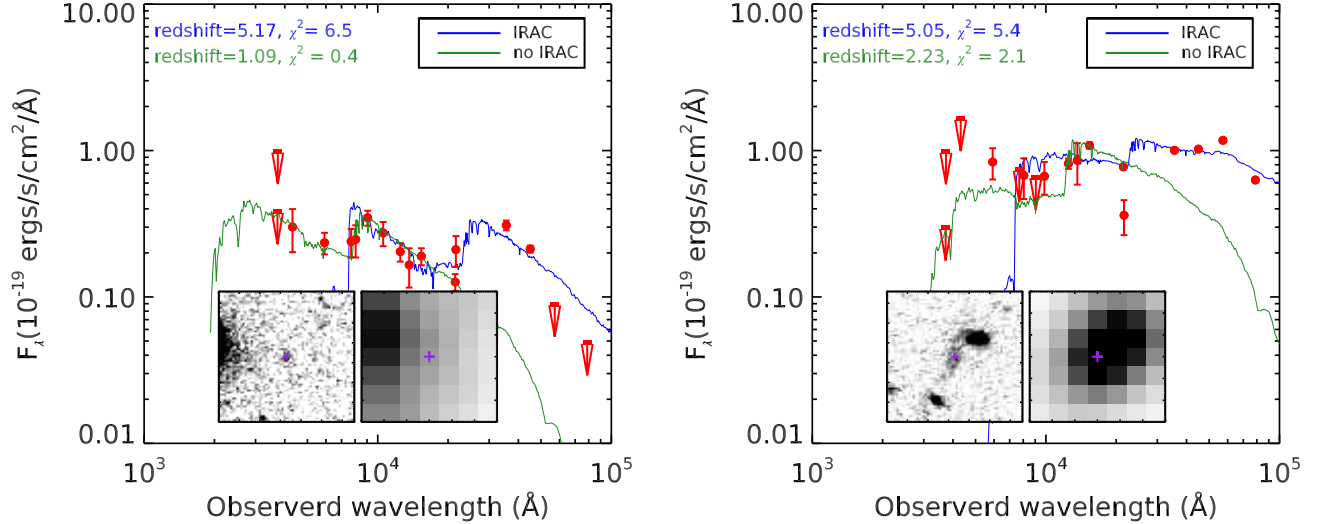 redshift=5.17, χ² = 6.5
redshift=1.09, χ² = 0.4
IRAC
no IRAC
10.00
1.00
0.10
0.01
10³
10⁴
10⁵
Fλ(10⁻¹⁹ ergs/s/cm²/Å)
Observerd wavelength (Å)
redshift=5.05, χ² = 5.4
redshift=2.23, χ² = 2.1
IRAC
no IRAC
10.00
1.00
0.10
0.01
10³
10⁴
10⁵
Fλ(10⁻¹⁹ ergs/s/cm²/Å)
Observerd wavelength (Å)